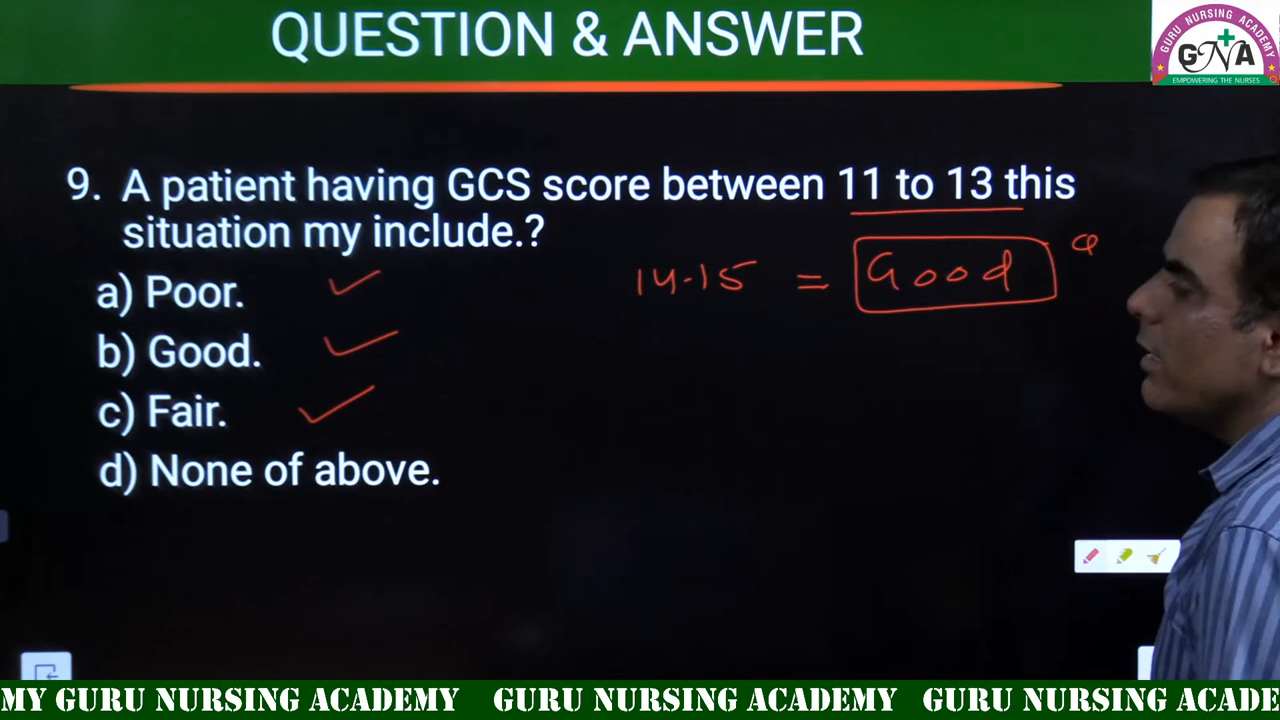 QUESTION & ANSWER
GURU NURSING ACADEMY
GNA
EMPOWERING THE NURSES
9. A patient having GCS score between 11 to 13 this
situation my include.?
14-15 = Good
a) Poor.
b) Good.
c) Fair.
d) None of above.
MY GURU NURSING ACADEMY GURU NURSING ACADEMY GURU NURSING ACADE